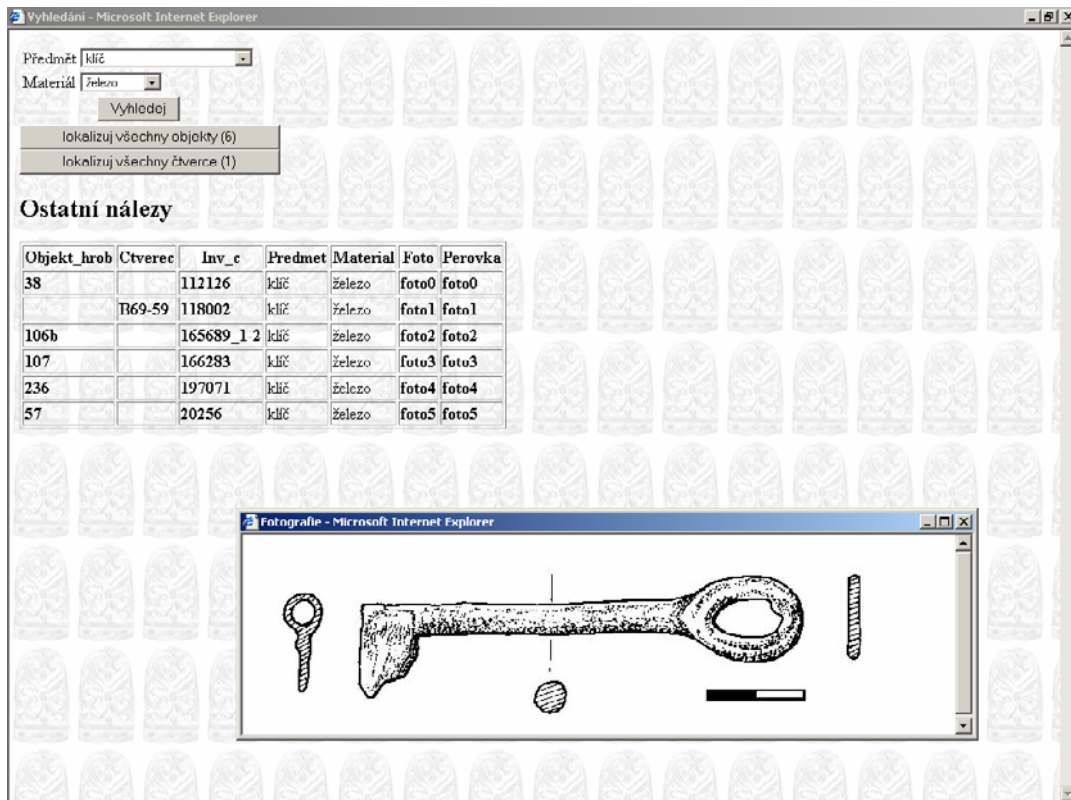 Vyhledání - Microsoft Internet Explorer
Předmět klíč
Materiál železo
Vyhledej
lokalizuj všechny objekty (6)
lokalizuj všechny čtverce (1)
Ostatní nálezy
Objekt_hrob Ctverec Inv_c Predmet Material Foto Perovka
38 112126 klíč železo foto0 foto0
B69-59 118002 klíč železo foto1 foto1
106b 165689_1-2 klíč železo foto2 foto2
107 166283 klíč železo foto3 foto3
236 197071 klíč železo foto4 foto4
57 20256 klíč železo foto5 foto5
Fotografie - Microsoft Internet Explorer